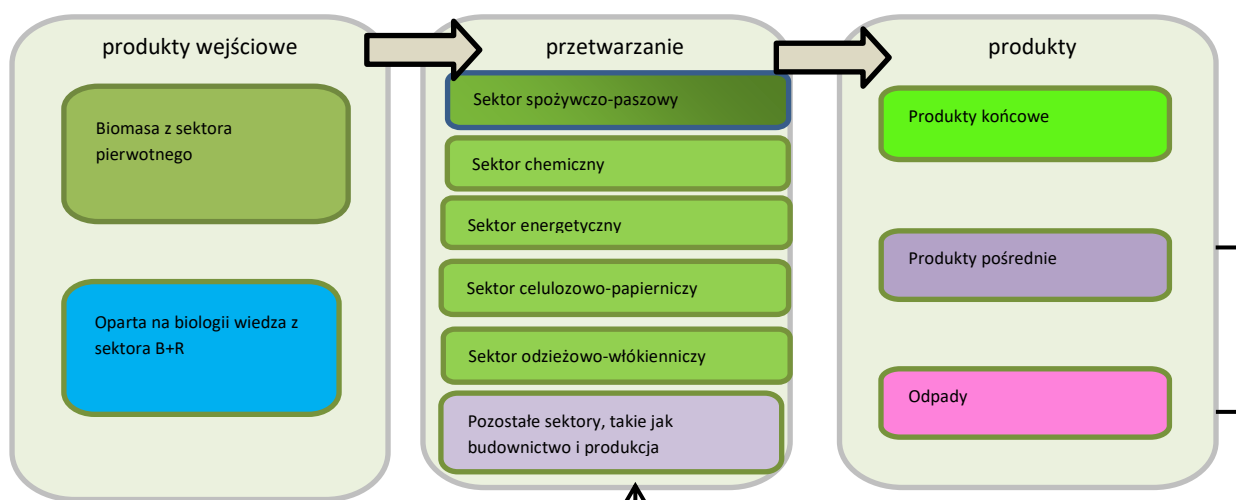 produkty wejściowe
Biomasa z sektora
pierwotnego
Oparta na biologii wiedza z
sektora B+R
przetwarzanie
Sektor spożywczo-paszowy
Sektor chemiczny
Sektor energetyczny
Sektor celulozowo-papierniczy
Sektor odzieżowo-włókienniczy
Pozostałe sektory, takie jak
budownictwo i produkcja
produkty
Produkty końcowe
Produkty pośrednie
Odpady